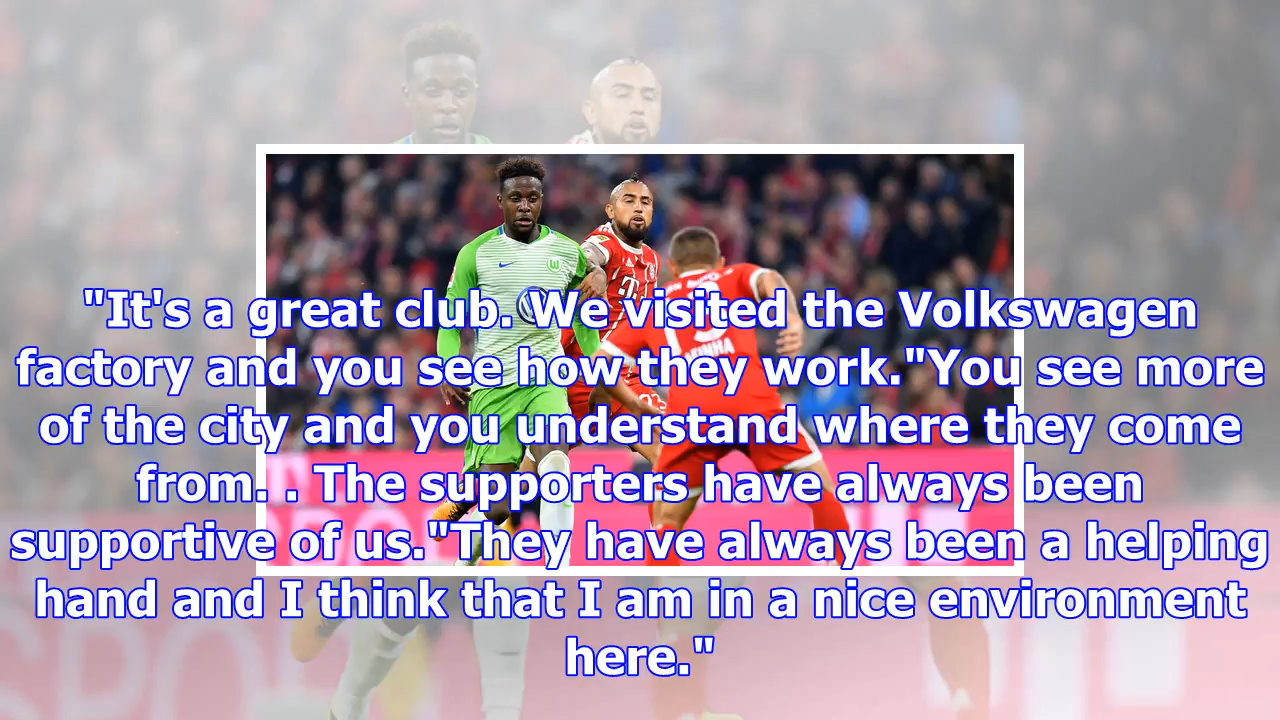 "It's a great club. We visited the Volkswagen
factory and you see how they work."You see more
of the city and you understand where they come
from. . The supporters have always been
supportive of us."They have always been a helping
hand and I think that I am in a nice environment
here."